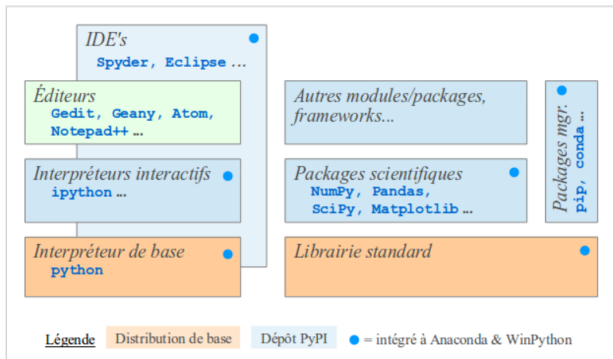 IDE's
Spyder, Eclipse ...
Éditeurs
Gedit, Geany, Atom,
Notepad++ ...
Interpréteurs interactifs
ipython ...
Interpréteur de base
python
Autres modules/packages,
frameworks...
Packages scientifiques
NumPy, Pandas,
SciPy, Matplotlib ...
Librairie standard
Packages mgr.
pip, conda ...
Légende
Distribution de base
Dépôt PyPI
= intégré à Anaconda & WinPython